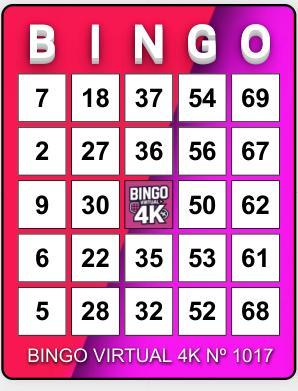 BINGO
7 18 37 54 69
2 27 36 56 67
9 30 BINGO VIRTUAL 4K 50 62
6 22 35 53 61
5 28 32 52 68
BINGO VIRTUAL 4K Nº 1017